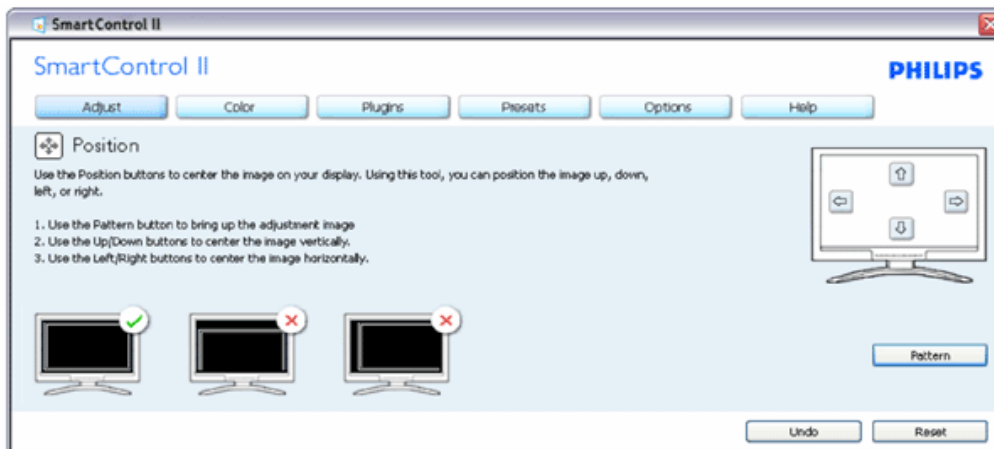 SmartControl II
SmartControl II
PHILIPS
Adjust Color Plugins Presets Options Help
Position
Use the Position buttons to center the image on your display. Using this tool, you can position the image up, down,
left, or right.
1. Use the Pattern button to bring up the adjustment image
2. Use the Up/Down buttons to center the image vertically.
3. Use the Left/Right buttons to center the image horizontally.
Pattern
Undo Reset